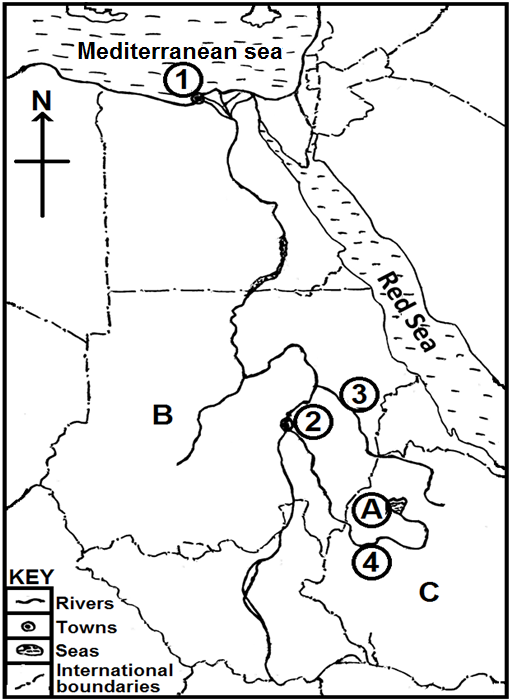 Mediterranean sea
1
N
Red Sea
3
B
2
A
4
C
KEY
Rivers
Towns
Seas
International
boundaries